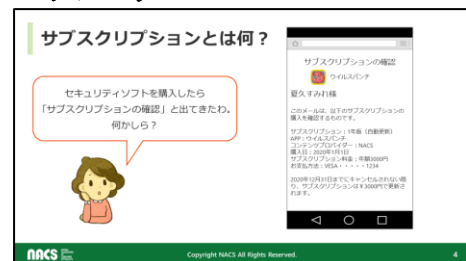 サブスクリプションとは何？
セキュリティソフトを購入したら
「サブスクリプションの確認」と出てきたわ。
何かしら？
サブスクリプションの確認
ウイルスパンチ
夏久すみれ様
このメールは、以下のサブスクリプションの
購入を確認するものです。
サブスクリプション：1年版（自動更新）
APP：ウイルスパンチ
コンテンツプロバイダー：NACS
購入日：2020年1月1日
サブスクリプション料金：年額3000円
お支払方法：VESA・・・・・1234
2020年12月31日までにキャンセルされない限
り、サブスクリプションは￥3000円で更新さ
れます。
NACS
Copyright NACS All Rights Reserved.
4